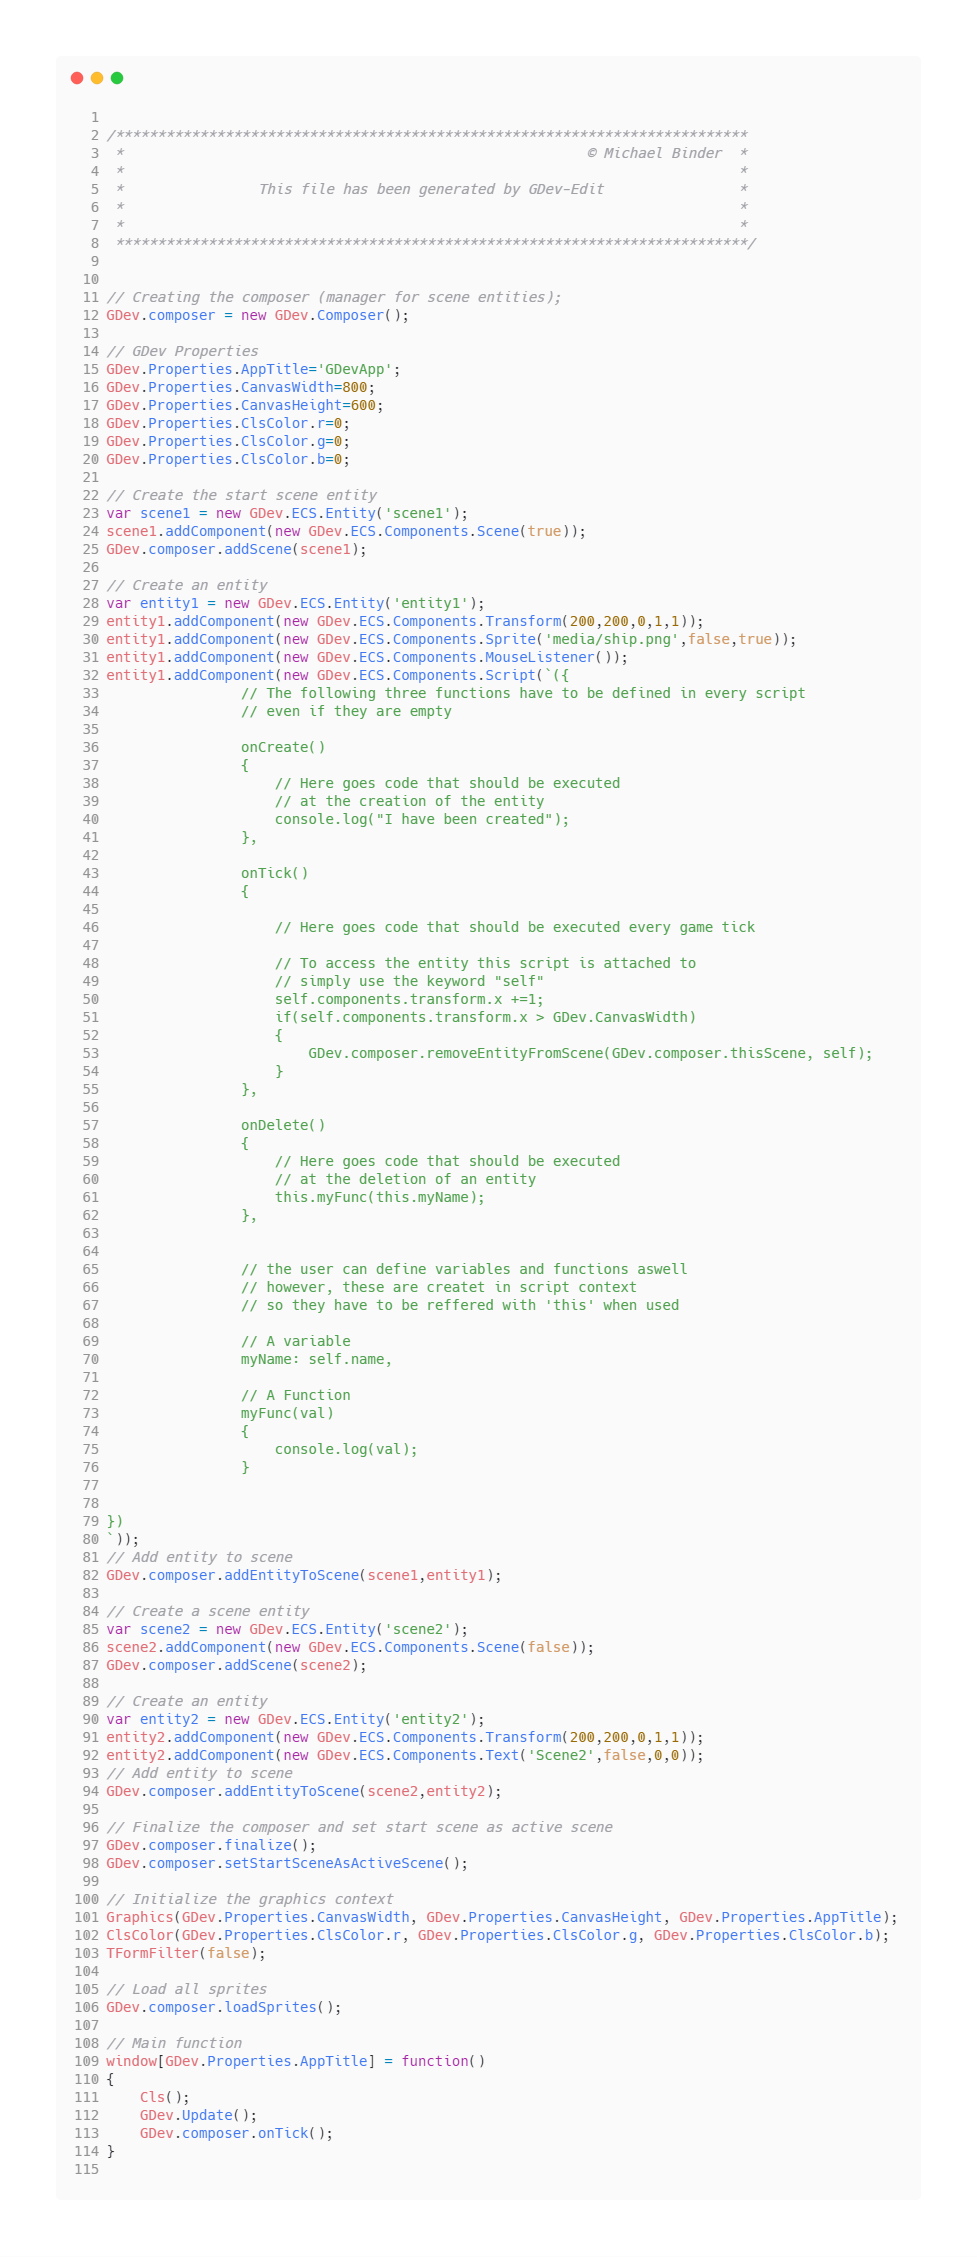 1
2 /***************************************************************************
3  *                                                       © Michael Binder  *
4  *                                                                         *
5  *                This file has been generated by GDev-Edit                *
6  *                                                                         *
7  *                                                                         *
8  ***************************************************************************/
9
10
11 // Creating the composer (manager for scene entities);
12 GDev.composer = new GDev.Composer();
13
14 // GDev Properties
15 GDev.Properties.AppTitle='GDevApp';
16 GDev.Properties.CanvasWidth=800;
17 GDev.Properties.CanvasHeight=600;
18 GDev.Properties.ClsColor.r=0;
19 GDev.Properties.ClsColor.g=0;
20 GDev.Properties.ClsColor.b=0;
21
22 // Create the start scene entity
23 var scene1 = new GDev.ECS.Entity('scene1');
24 scene1.addComponent(new GDev.ECS.Components.Scene(true));
25 GDev.composer.addScene(scene1);
26
27 // Create an entity
28 var entity1 = new GDev.ECS.Entity('entity1');
29 entity1.addComponent(new GDev.ECS.Components.Transform(200,200,0,1,1));
30 entity1.addComponent(new GDev.ECS.Components.Sprite('media/ship.png',false,true));
31 entity1.addComponent(new GDev.ECS.Components.MouseListener());
32 entity1.addComponent(new GDev.ECS.Components.Script(`({
33                 // The following three functions have to be defined in every script
34                 // even if they are empty
35
36                 onCreate()
37                 {
38                     // Here goes code that should be executed
39                     // at the creation of the entity
40                     console.log("I have been created");
41                 },
42
43                 onTick()
44                 {
45
46                     // Here goes code that should be executed every game tick
47
48                     // To access the entity this script is attached to
49                     // simply use the keyword "self"
50                     self.components.transform.x +=1;
51                     if(self.components.transform.x > GDev.CanvasWidth)
52                     {
53                         GDev.composer.removeEntityFromScene(GDev.composer.thisScene, self);
54                     }
55                 },
56
57                 onDelete()
58                 {
59                     // Here goes code that should be executed
60                     // at the deletion of an entity
61                     this.myFunc(this.myName);
62                 },
63
64
65                 // the user can define variables and functions aswell
66                 // however, these are createt in script context
67                 // so they have to be reffered with 'this' when used
68
69                 // A variable
70                 myName: self.name,
71
72                 // A Function
73                 myFunc(val)
74                 {
75                     console.log(val);
76                 }
77
78
79 })
80 `));
81 // Add entity to scene
82 GDev.composer.addEntityToScene(scene1,entity1);
83
84 // Create a scene entity
85 var scene2 = new GDev.ECS.Entity('scene2');
86 scene2.addComponent(new GDev.ECS.Components.Scene(false));
87 GDev.composer.addScene(scene2);
88
89 // Create an entity
90 var entity2 = new GDev.ECS.Entity('entity2');
91 entity2.addComponent(new GDev.ECS.Components.Transform(200,200,0,1,1));
92 entity2.addComponent(new GDev.ECS.Components.Text('Scene2',false,0,0));
93 // Add entity to scene
94 GDev.composer.addEntityToScene(scene2,entity2);
95
96 // Finalize the composer and set start scene as active scene
97 GDev.composer.finalize();
98 GDev.composer.setStartSceneAsActiveScene();
99
100 // Initialize the graphics context
101 Graphics(GDev.Properties.CanvasWidth, GDev.Properties.CanvasHeight, GDev.Properties.AppTitle);
102 ClsColor(GDev.Properties.ClsColor.r, GDev.Properties.ClsColor.g, GDev.Properties.ClsColor.b);
103 TFormFilter(false);
104
105 // Load all sprites
106 GDev.composer.loadSprites();
107
108 // Main function
109 window[GDev.Properties.AppTitle] = function()
110 {
111     Cls();
112     GDev.Update();
113     GDev.composer.onTick();
114 }
115